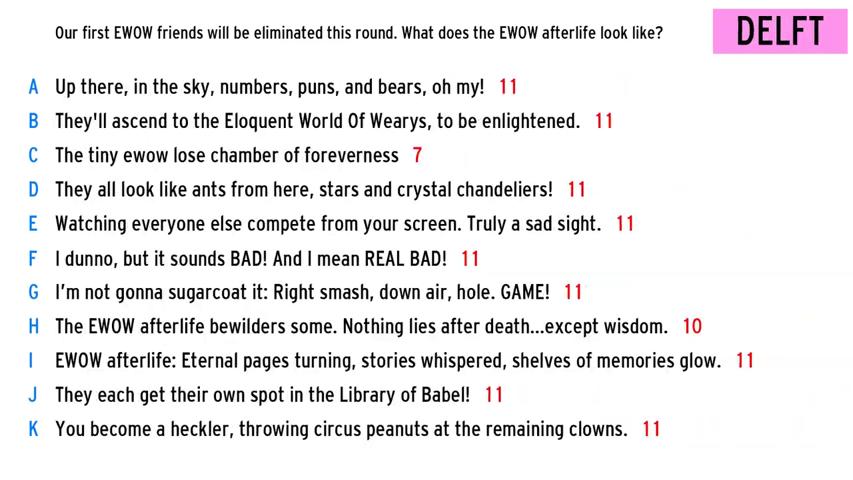 Our first EWOW friends will be eliminated this round. What does the EWOW afterlife look like?
DELFT
A Up there, in the sky, numbers, puns, and bears, oh my! 11
B They'll ascend to the Eloquent World Of Wearys, to be enlightened. 11
C The tiny ewow lose chamber of foreverness 7
D They all look like ants from here, stars and crystal chandeliers! 11
E Watching everyone else compete from your screen. Truly a sad sight. 11
F I dunno, but it sounds BAD! And I mean REAL BAD! 11
G I'm not gonna sugarcoat it: Right smash, down air, hole. GAME! 11
H The EWOW afterlife bewilders some. Nothing lies after death...except wisdom. 10
I EWOW afterlife: Eternal pages turning, stories whispered, shelves of memories glow. 11
J They each get their own spot in the Library of Babel! 11
K You become a heckler, throwing circus peanuts at the remaining clowns. 11